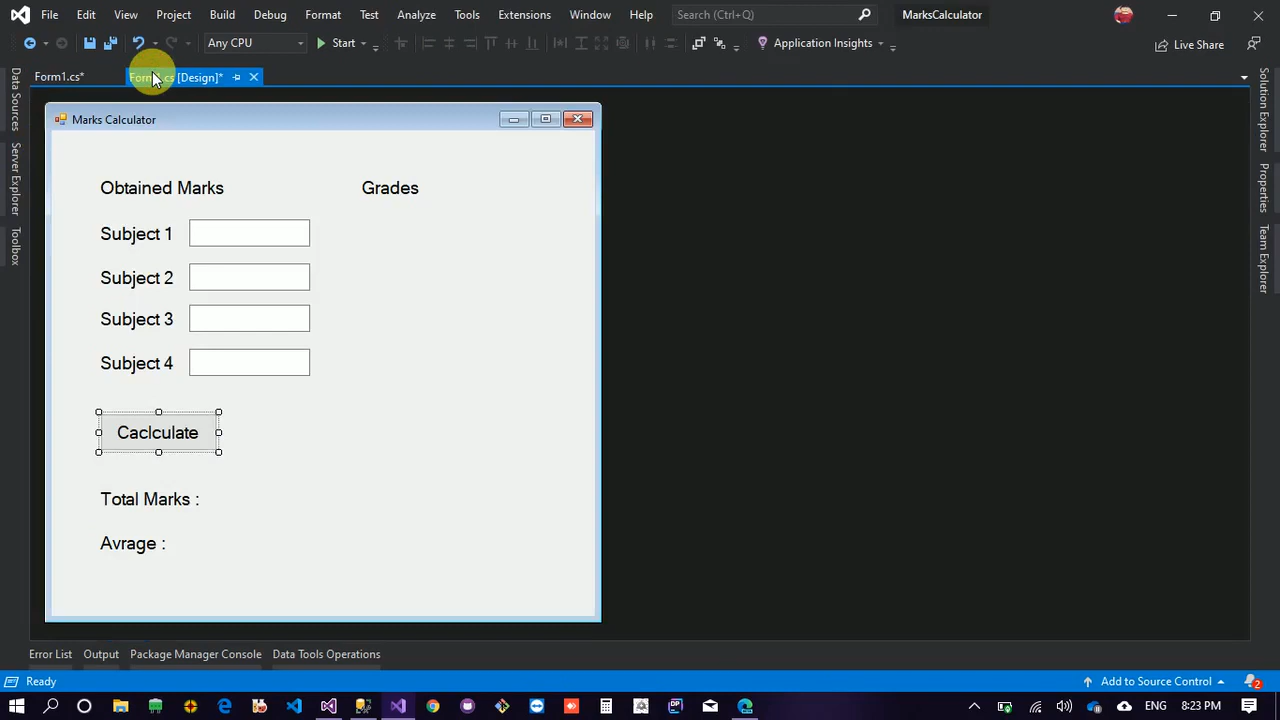 File Edit View Project Build Debug Format Test Analyze Tools Extensions Window Help Search (Ctrl+Q) MarksCalculator
Any CPU Start Application Insights Live Share
Form1.cs* Form1.cs [Design]*
Data Sources
Server Explorer
Toolbox
Solution Explorer
Properties
Team Explorer
Marks Calculator
Obtained Marks Grades
Subject 1
Subject 2
Subject 3
Subject 4
Caclculate
Total Marks :
Avrage :
Error List Output Package Manager Console Data Tools Operations
Ready Add to Source Control 2
ENG 8:23 PM